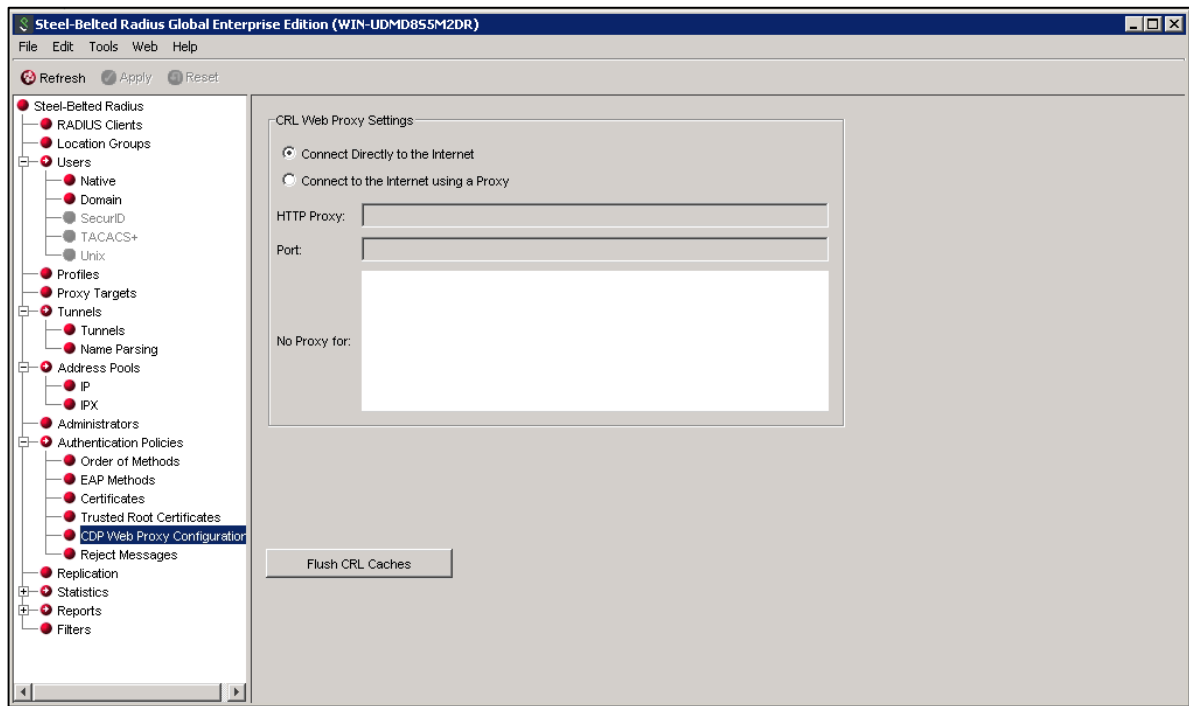 Steel-Belted Radius Global Enterprise Edition (WIN-UDMD8S5M2DR)
File Edit Tools Web Help
Refresh Apply Reset
Steel-Belted Radius
RADIUS Clients
Location Groups
Users
Native
Domain
SecurID
TACACS+
Unix
Profiles
Proxy Targets
Tunnels
Tunnels
Name Parsing
Address Pools
IP
IPX
Administrators
Authentication Policies
Order of Methods
EAP Methods
Certificates
Trusted Root Certificates
CDP Web Proxy Configuration
Reject Messages
Replication
Statistics
Reports
Filters
CRL Web Proxy Settings
Connect Directly to the Internet
Connect to the Internet using a Proxy
HTTP Proxy:
Port:
No Proxy for:
Flush CRL Caches